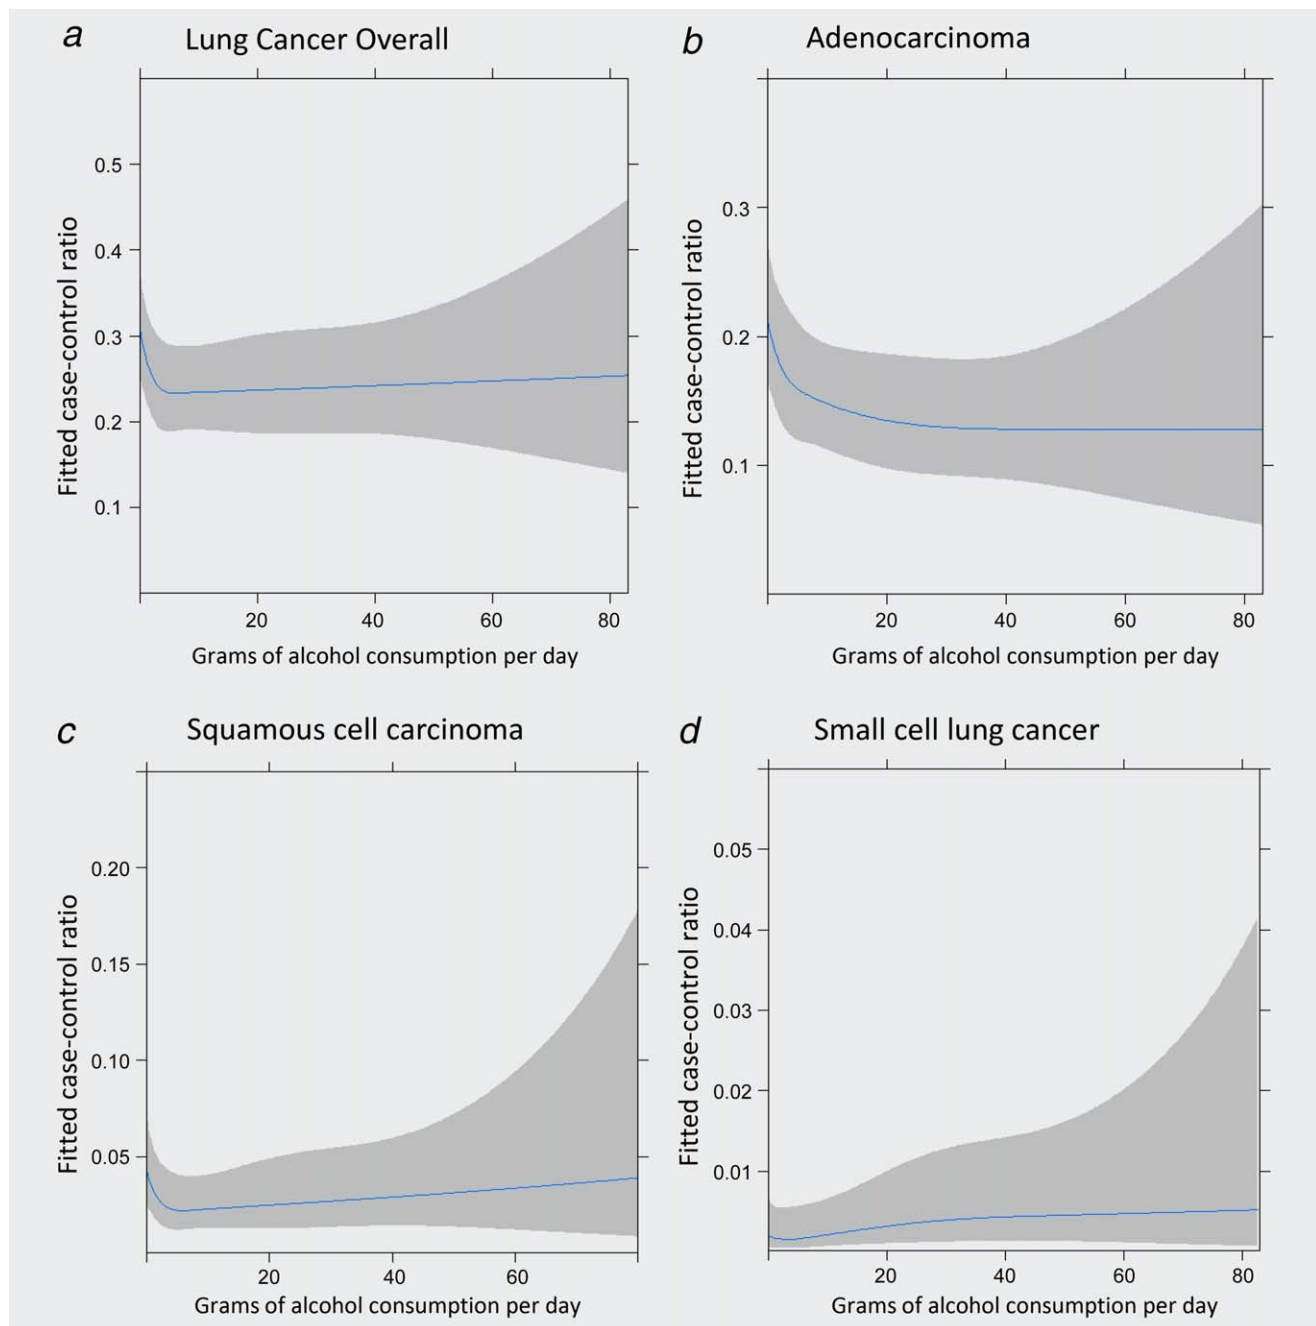 a Lung Cancer Overall
Fitted case-control ratio
0.5
0.4
0.3
0.2
0.1
20 40 60 80
Grams of alcohol consumption per day
b Adenocarcinoma
Fitted case-control ratio
0.3
0.2
0.1
20 40 60 80
Grams of alcohol consumption per day
c Squamous cell carcinoma
Fitted case-control ratio
0.20
0.15
0.10
0.05
20 40 60
Grams of alcohol consumption per day
d Small cell lung cancer
Fitted case-control ratio
0.05
0.04
0.03
0.02
0.01
20 40 60 80
Grams of alcohol consumption per day